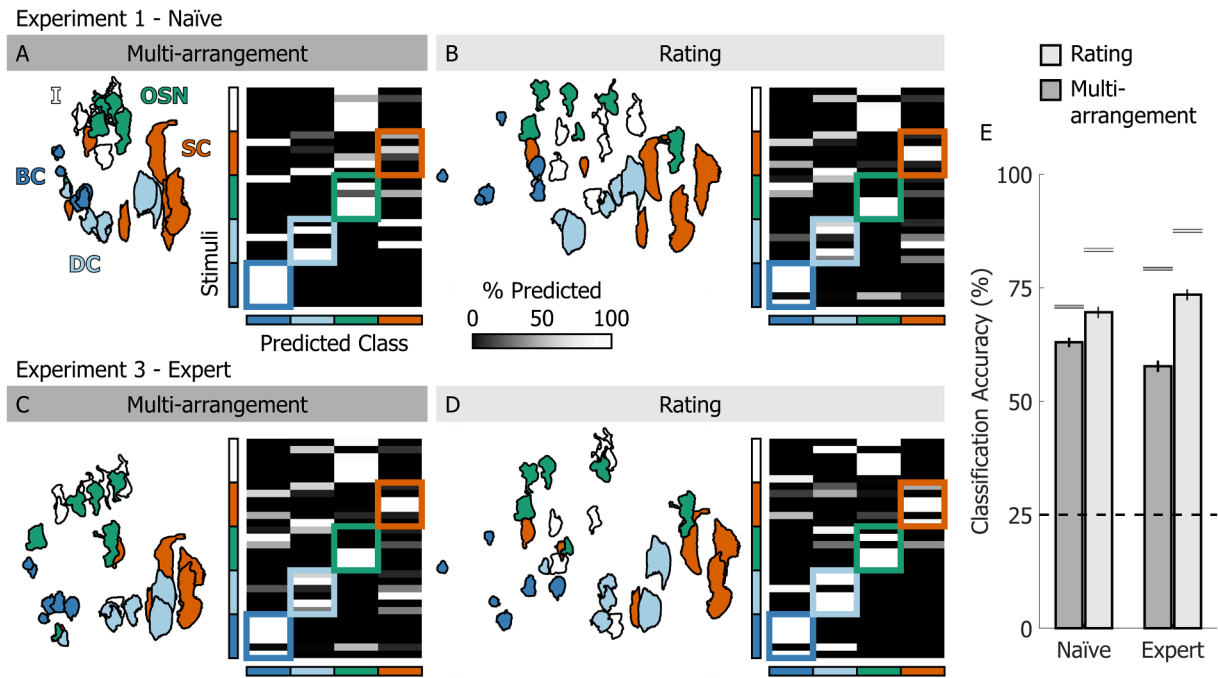 Experiment 1 - Naïve
A Multi-arrangement
B Rating
I
OSN
SC
BC
DC
Stimuli
Predicted Class
% Predicted
0 50 100
Experiment 3 - Expert
C Multi-arrangement
D Rating
Rating
Multi-
arrangement
E
Classification Accuracy (%)
100
75
50
25
0
Naïve Expert